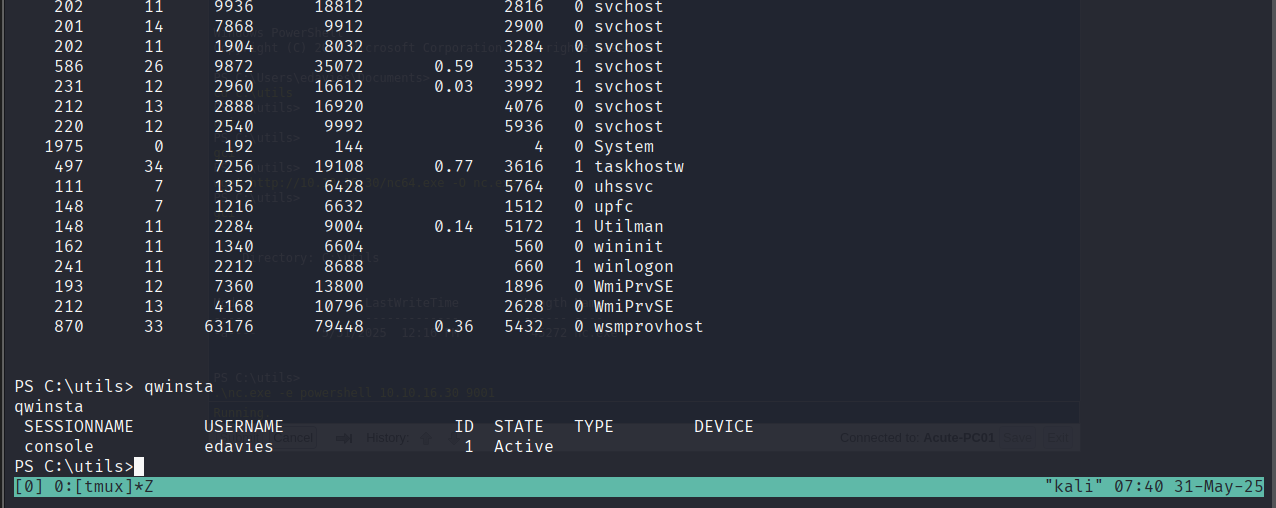 202 11 9936 18812 2816 0 svchost
201 14 7868 9912 2900 0 svchost
202 11 1904 8032 3284 0 svchost
586 26 9872 35072 0.59 3532 1 svchost
231 12 2960 16612 0.03 3992 1 svchost
212 13 2888 16920 4076 0 svchost
220 12 2540 9992 5936 0 svchost
1975 0 192 144 4 0 System
497 34 7256 19108 0.77 3616 1 taskhostw
111 7 1352 6428 5764 0 uhssvc
148 7 1216 6632 1512 0 upfc
148 11 2284 9004 0.14 5172 1 Utilman
162 11 1340 6604 560 0 wininit
241 11 2212 8688 660 1 winlogon
193 12 7360 13800 1896 0 WmiPrvSE
212 13 4168 10796 2628 0 WmiPrvSE
870 33 63176 79448 0.36 5432 0 wsmprovhost
PS C:\utils> qwinsta
qwinsta
SESSIONNAME USERNAME ID STATE TYPE DEVICE
console edavies 1 Active
PS C:\utils>
[0] 0:[tmux]*Z "kali" 07:40 31-May-25
Cancel History: Connected to: Acute-PC01 Save Exit